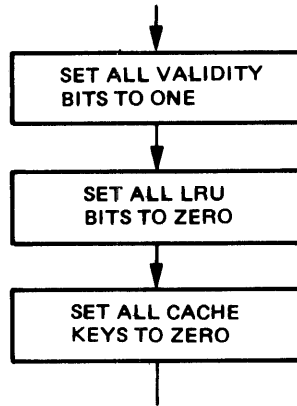 SET ALL VALIDITY
BITS TO ONE
SET ALL LRU
BITS TO ZERO
SET ALL CACHE
KEYS TO ZERO